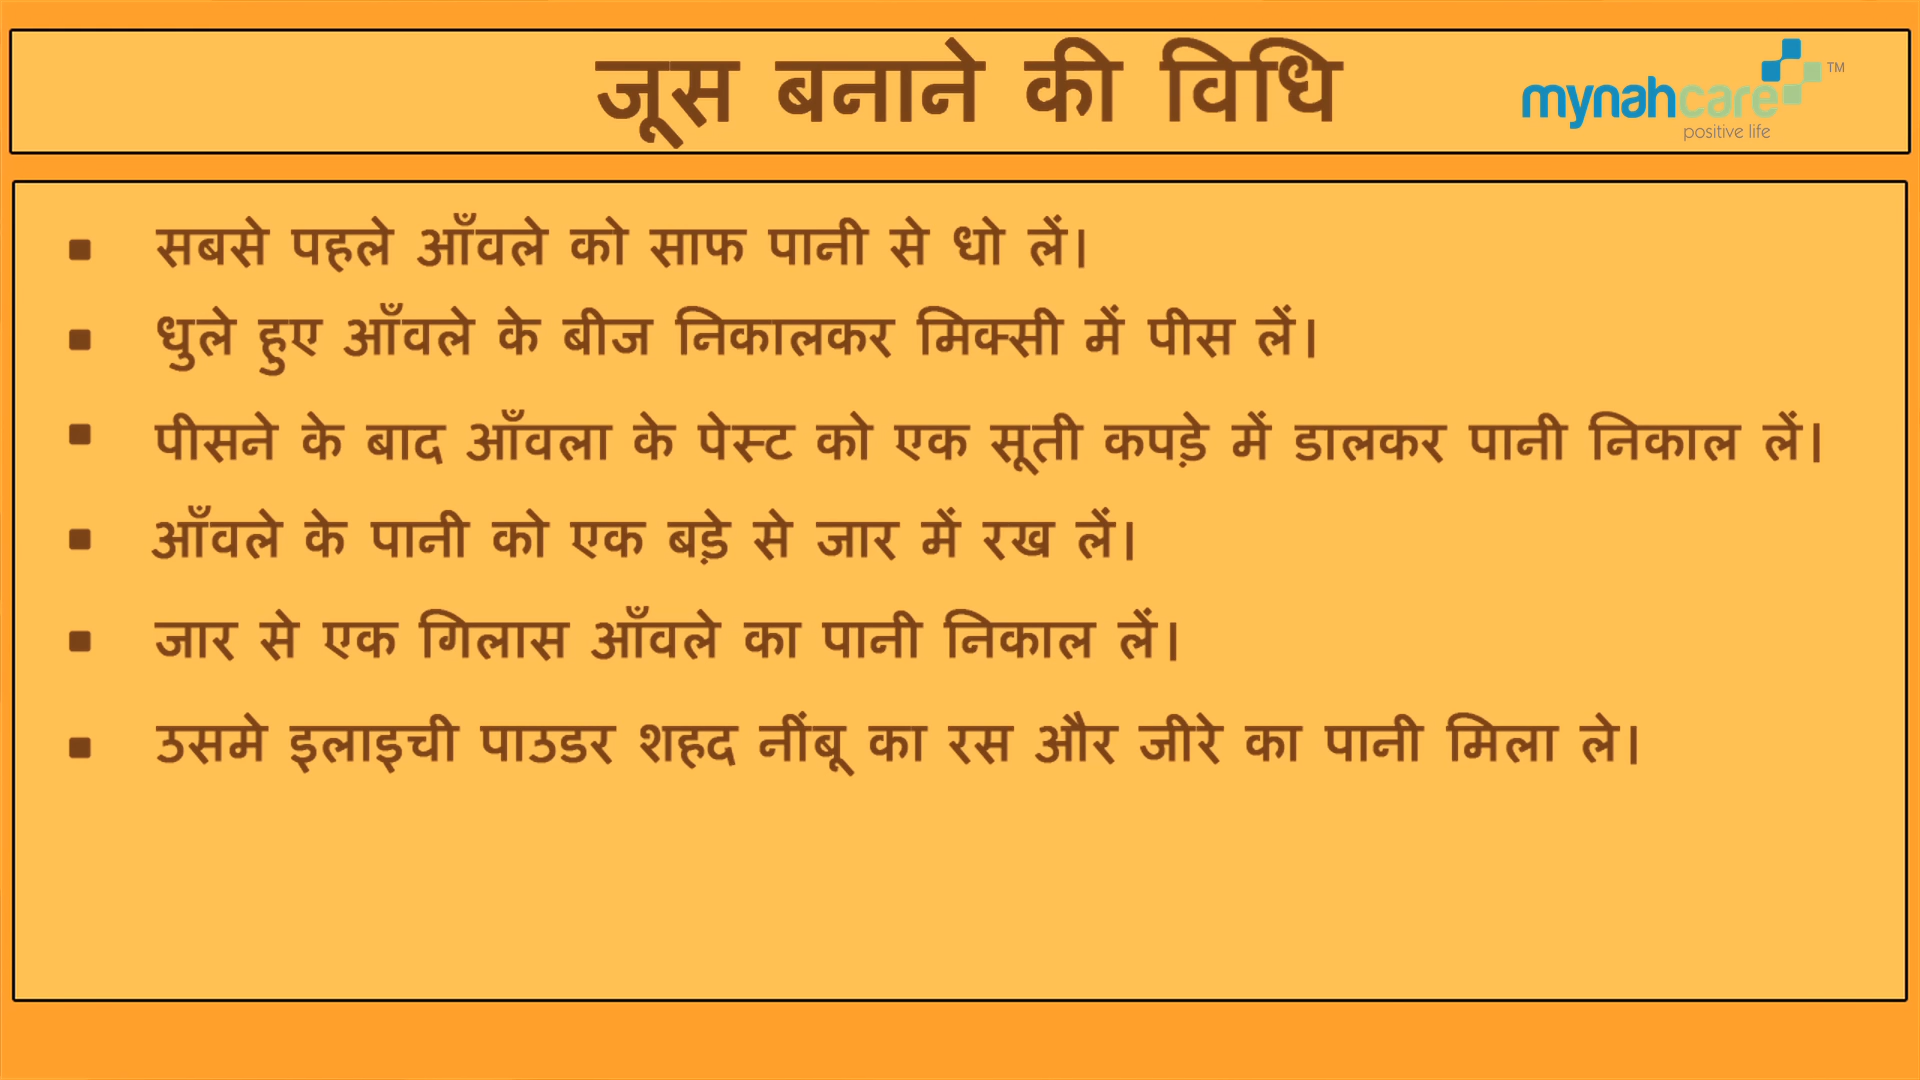 जूस बनाने की विधि
mynahcare™
positive life
▪ सबसे पहले आँवले को साफ पानी से धो लें।
▪ धुले हुए आँवले के बीज निकालकर मिक्सी में पीस लें।
▪ पीसने के बाद आँवला के पेस्ट को एक सूती कपड़े में डालकर पानी निकाल लें।
▪ आँवले के पानी को एक बड़े से जार में रख लें।
▪ जार से एक गिलास आँवले का पानी निकाल लें।
▪ उसमे इलाइची पाउडर शहद नींबू का रस और जीरे का पानी मिला ले।